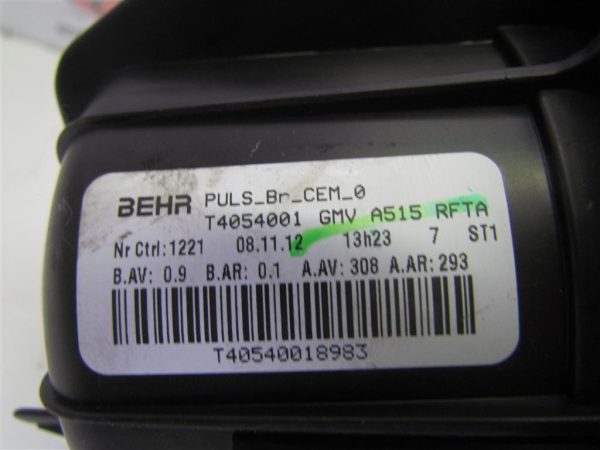 BEHR PULS_Br_CEM_0
T4054001 GMV A515 RFTA
Nr Ctrl:1221 08.11.12 13h23 7 ST1
B.AV: 0.9 B.AR: 0.1 A.AV: 308 A.AR: 293
T40540018983